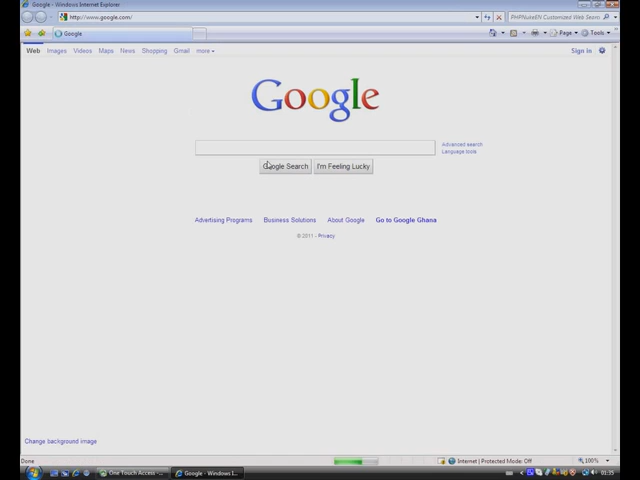 Google - Windows Internet Explorer
http://www.google.com/
PHPNukeEN Customized Web Sear
Google
Page
Tools
Web Images Videos Maps News Shopping Gmail more
Sign in
Google
Advanced search
Language tools
Google Search
I'm Feeling Lucky
Advertising Programs
Business Solutions
About Google
Go to Google Ghana
© 2011 - Privacy
Change background image
Done
Internet | Protected Mode: Off
100%
One Touch Access - ...
Google - Windows I...
01:35